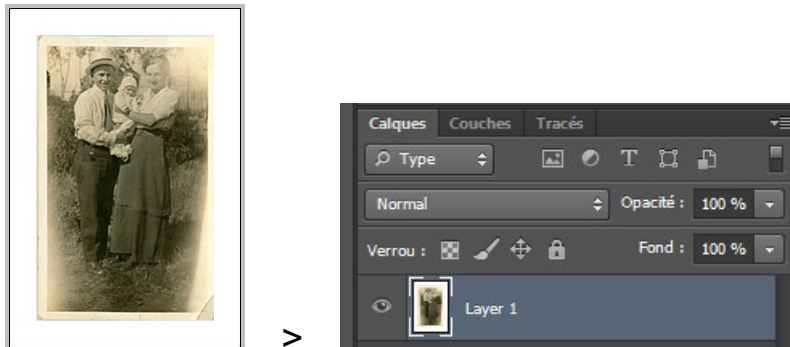 Calques Couches Tracés
Type
Normal Opacité : 100 %
Verrou : Fond : 100 %
Layer 1
>